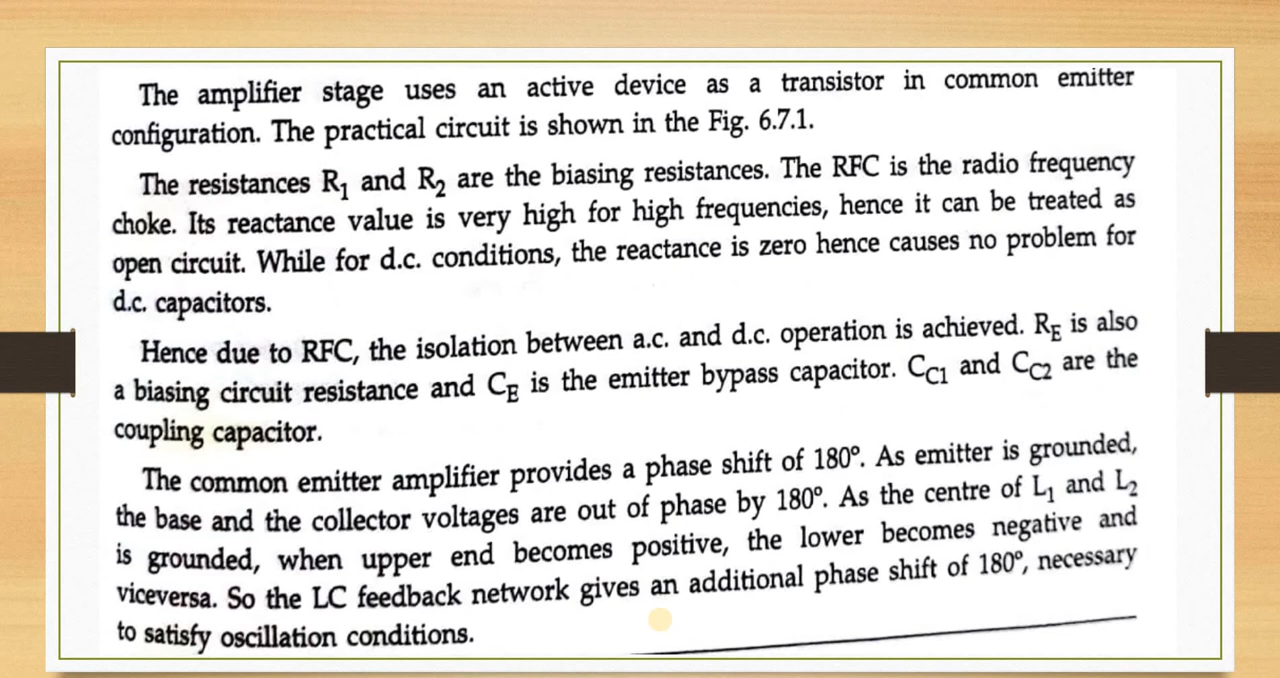 The amplifier stage uses an active device as a transistor in common emitter
configuration. The practical circuit is shown in the Fig. 6.7.1.
The resistances R₁ and R₂ are the biasing resistances. The RFC is the radio frequency
choke. Its reactance value is very high for high frequencies, hence it can be treated as
open circuit. While for d.c. conditions, the reactance is zero hence causes no problem for
d.c. capacitors.
Hence due to RFC, the isolation between a.c. and d.c. operation is achieved. R_E is also
a biasing circuit resistance and C_E is the emitter bypass capacitor. C_C1 and C_C2 are the
coupling capacitor.
The common emitter amplifier provides a phase shift of 180°. As emitter is grounded,
the base and the collector voltages are out of phase by 180°. As the centre of L₁ and L₂
is grounded, when upper end becomes positive, the lower becomes negative and
viceversa. So the LC feedback network gives an additional phase shift of 180°, necessary
to satisfy oscillation conditions.